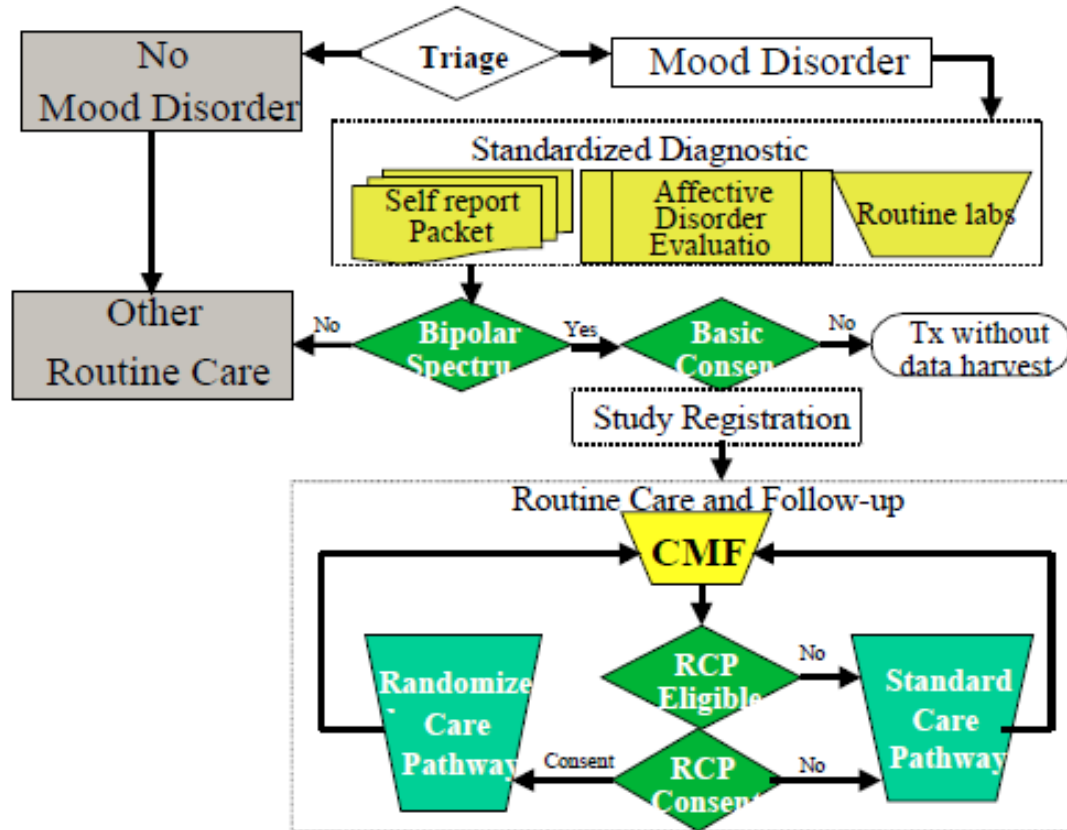 No
Mood Disorder
Triage
Mood Disorder
Standardized Diagnostic
Self report
Packet
Affective
Disorder
Evaluatio
Routine labs
Other
Routine Care
No
Bipolar
Spectru
Yes
Basic
Consen
No
Tx without
data harvest
Study Registration
Routine Care and Follow-up
CMF
RCP
Eligible
No
Randomize
Care
Pathway
Standard
Care
Pathway
Consent
RCP
Consent
No